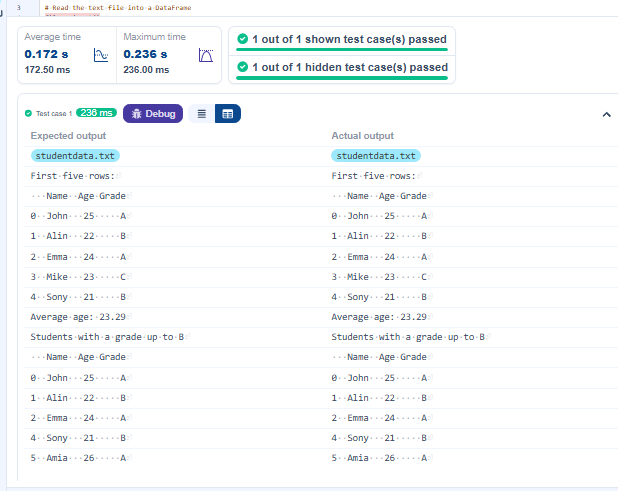 3 # Read the text file into a DataFrame
Average time
0.172 s
172.50 ms
Maximum time
0.236 s
236.00 ms
1 out of 1 shown test case(s) passed
1 out of 1 hidden test case(s) passed
Test case 1 236 ms Debug
Expected output Actual output
studentdata.txt studentdata.txt
First·five·rows: First·five·rows:
···Name··Age·Grade ···Name··Age·Grade
0··John···25·····A 0··John···25·····A
1··Alin···22·····B 1··Alin···22·····B
2··Emma···24·····A 2··Emma···24·····A
3··Mike···23·····C 3··Mike···23·····C
4··Sony···21·····B 4··Sony···21·····B
Average·age:·23.29 Average·age:·23.29
Students·with·a·grade·up·to·B Students·with·a·grade·up·to·B
···Name··Age·Grade ···Name··Age·Grade
0··John···25·····A 0··John···25·····A
1··Alin···22·····B 1··Alin···22·····B
2··Emma···24·····A 2··Emma···24·····A
4··Sony···21·····B 4··Sony···21·····B
5··Amia···26·····A 5··Amia···26·····A